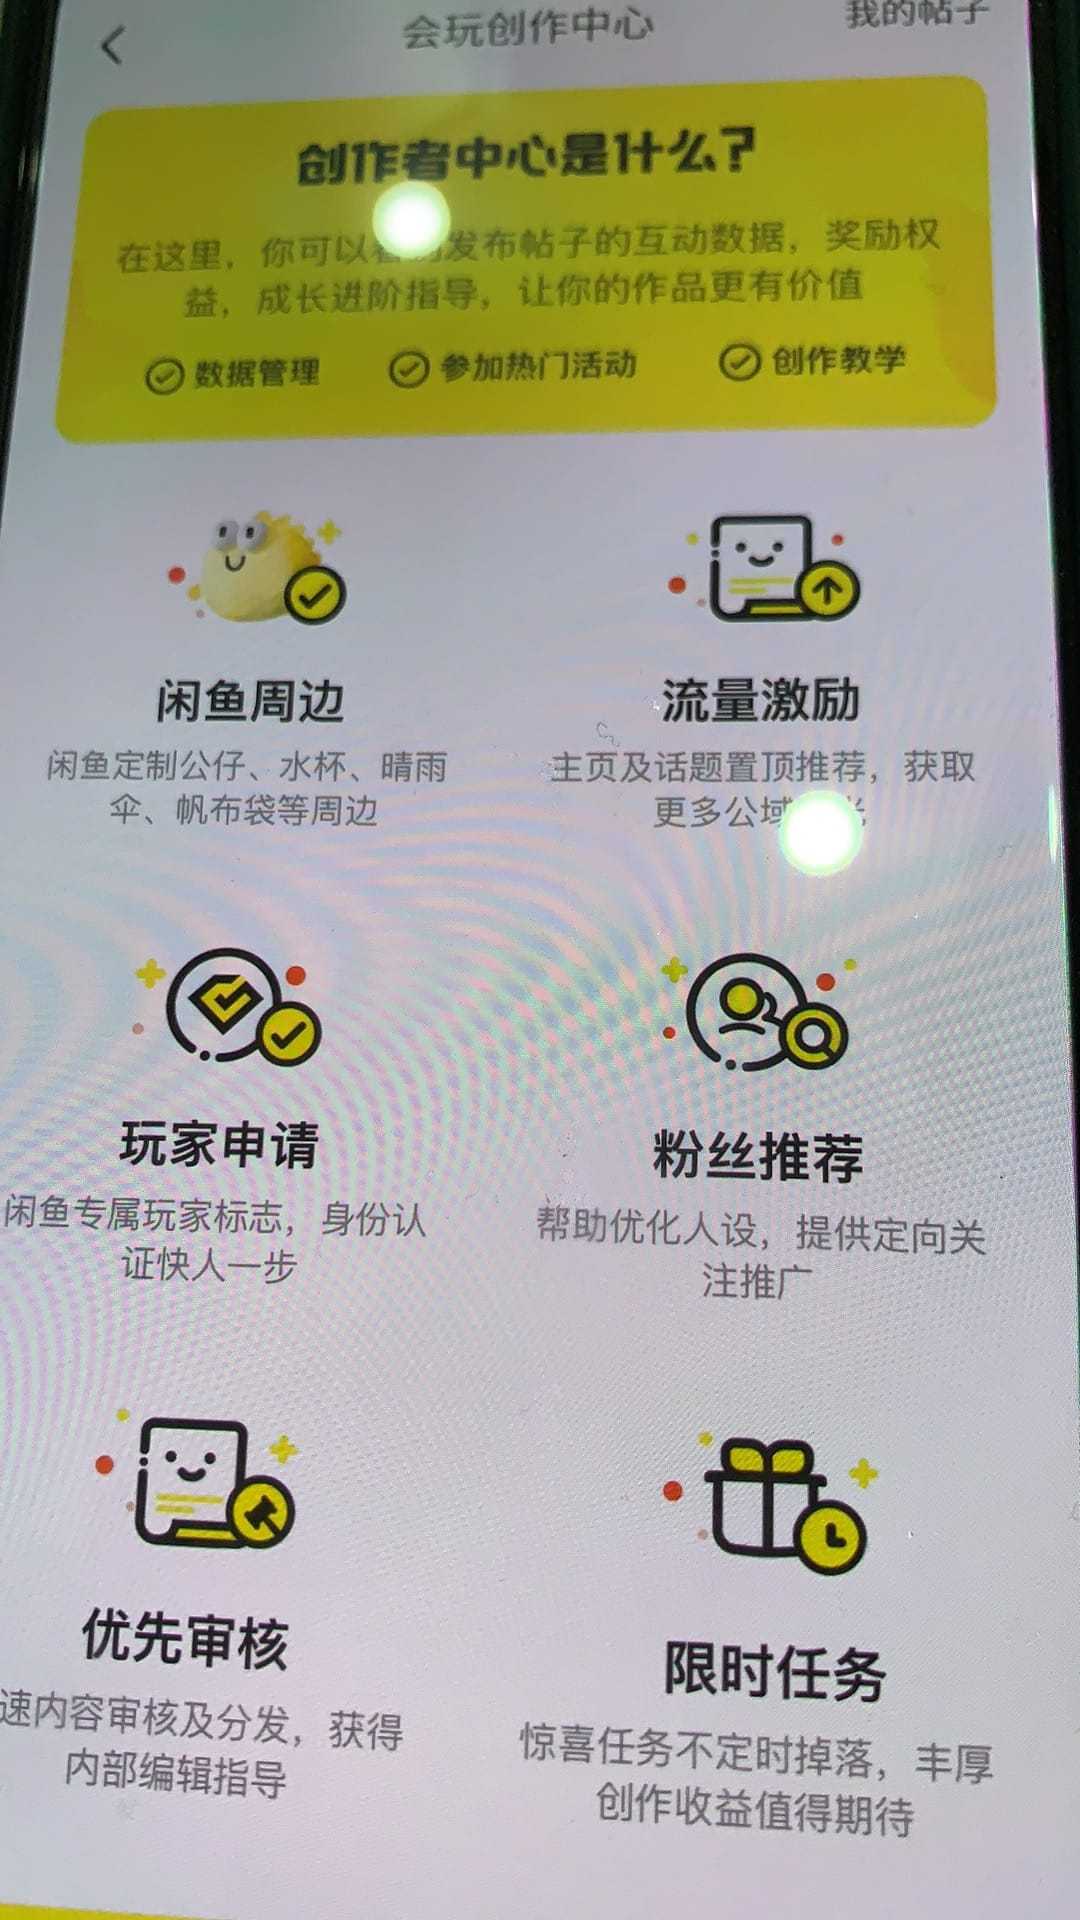 会玩创作中心
我的帖子
创作者中心是什么？
在这里，你可以看到发布帖子的互动数据，奖励权
益，成长进阶指导，让你的作品更有价值
数据管理
参加热门活动
创作教学
闲鱼周边
闲鱼定制公仔、水杯、晴雨
伞、帆布袋等周边
流量激励
主页及话题置顶推荐，获取
更多公域
玩家申请
闲鱼专属玩家标志，身份认
证快人一步
粉丝推荐
帮助优化人设，提供定向关
注推广
优先审核
速内容审核及分发，获得
内部编辑指导
限时任务
惊喜任务不定时掉落，丰厚
创作收益值得期待